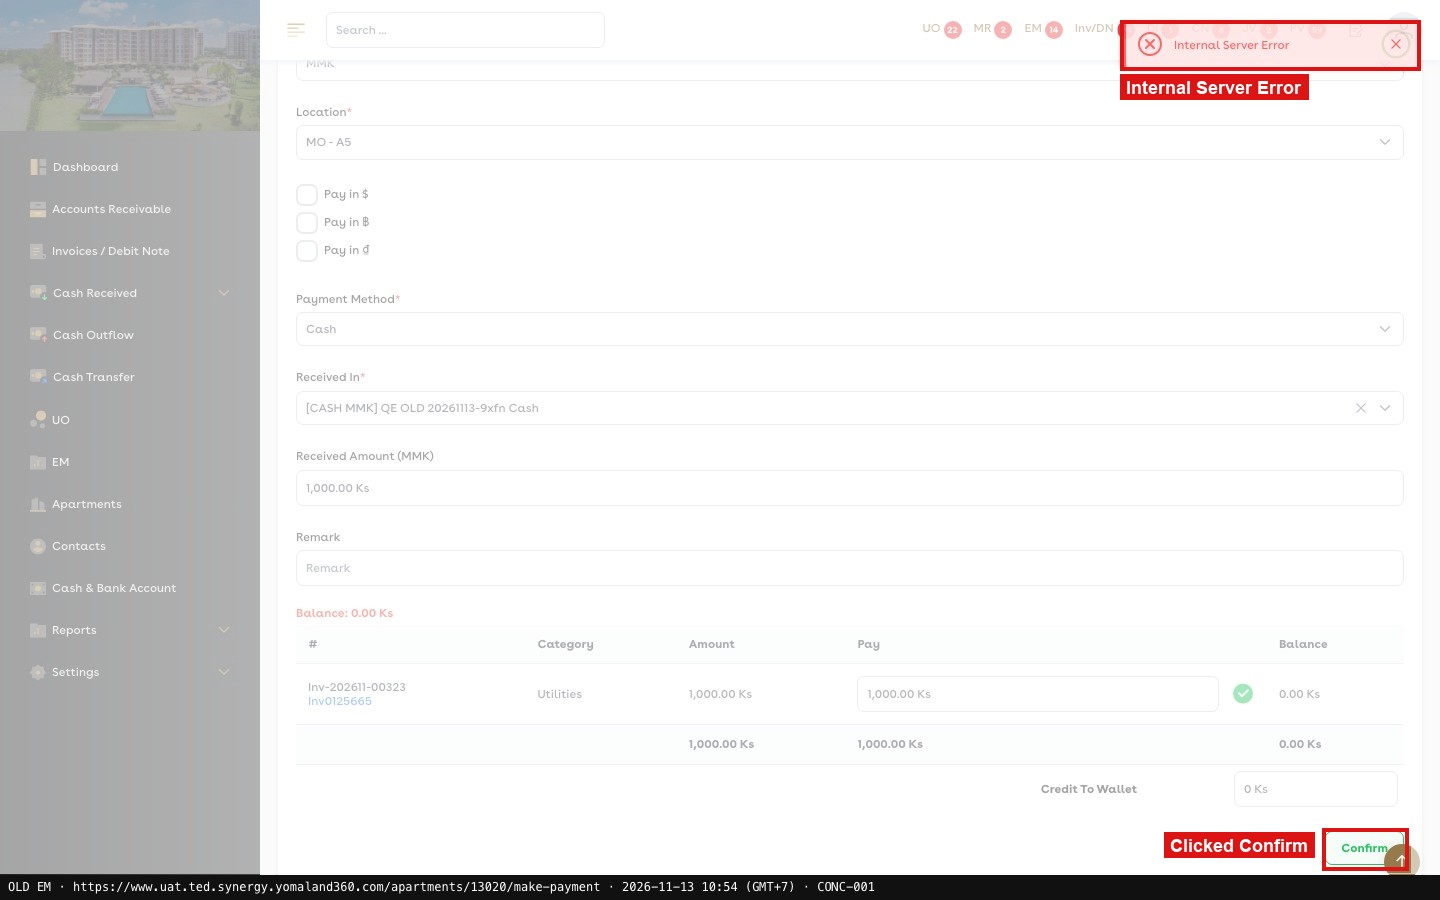 Search ...
UO 22 MR 2 EM 14 Inv/DN
Internal Server Error
Internal Server Error
MMK
Dashboard
Accounts Receivable
Invoices / Debit Note
Cash Received
Cash Outflow
Cash Transfer
UO
EM
Apartments
Contacts
Cash & Bank Account
Reports
Settings
Location*
MO - A5
Pay in $
Pay in ฿
Pay in ₫
Payment Method*
Cash
Received In*
[CASH MMK] QE OLD 20261113-9xfn Cash
Received Amount (MMK)
1,000.00 Ks
Remark
Remark
Balance: 0.00 Ks
# Category Amount Pay Balance
Inv-202611-00323
Inv0125665
Utilities 1,000.00 Ks 1,000.00 Ks 0.00 Ks
1,000.00 Ks 1,000.00 Ks 0.00 Ks
Credit To Wallet 0 Ks
Clicked Confirm Confirm
OLD EM · https://www.uat.ted.synergy.yomaland360.com/apartments/13020/make-payment · 2026-11-13 10:54 (GMT+7) · CONC-001